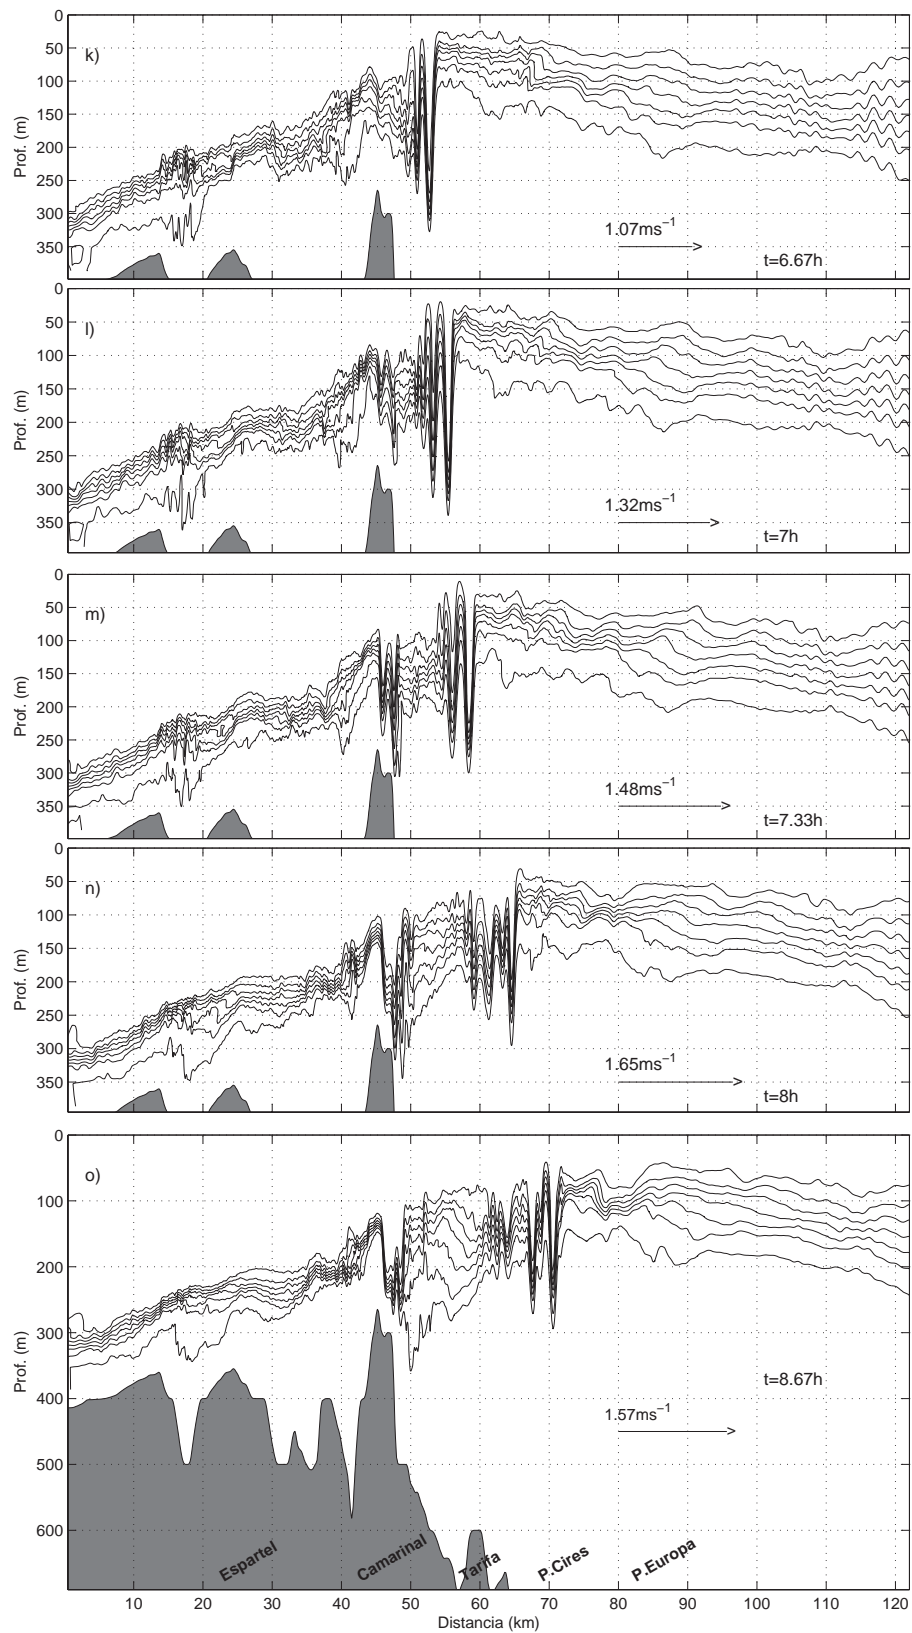 0
50
100
150
200
250
300
350
Prof. (m)
k)
1.07ms⁻¹
t=6.67h
0
50
100
150
200
250
300
350
Prof. (m)
l)
1.32ms⁻¹
t=7h
0
50
100
150
200
250
300
350
Prof. (m)
m)
1.48ms⁻¹
t=7.33h
0
50
100
150
200
250
300
350
Prof. (m)
n)
1.65ms⁻¹
t=8h
0
100
200
300
400
500
600
Prof. (m)
o)
t=8.67h
1.57ms⁻¹
Espartel
Camarinal
Tarifa
P.Cires
P.Europa
10 20 30 40 50 60 70 80 90 100 110 120
Distancia (km)